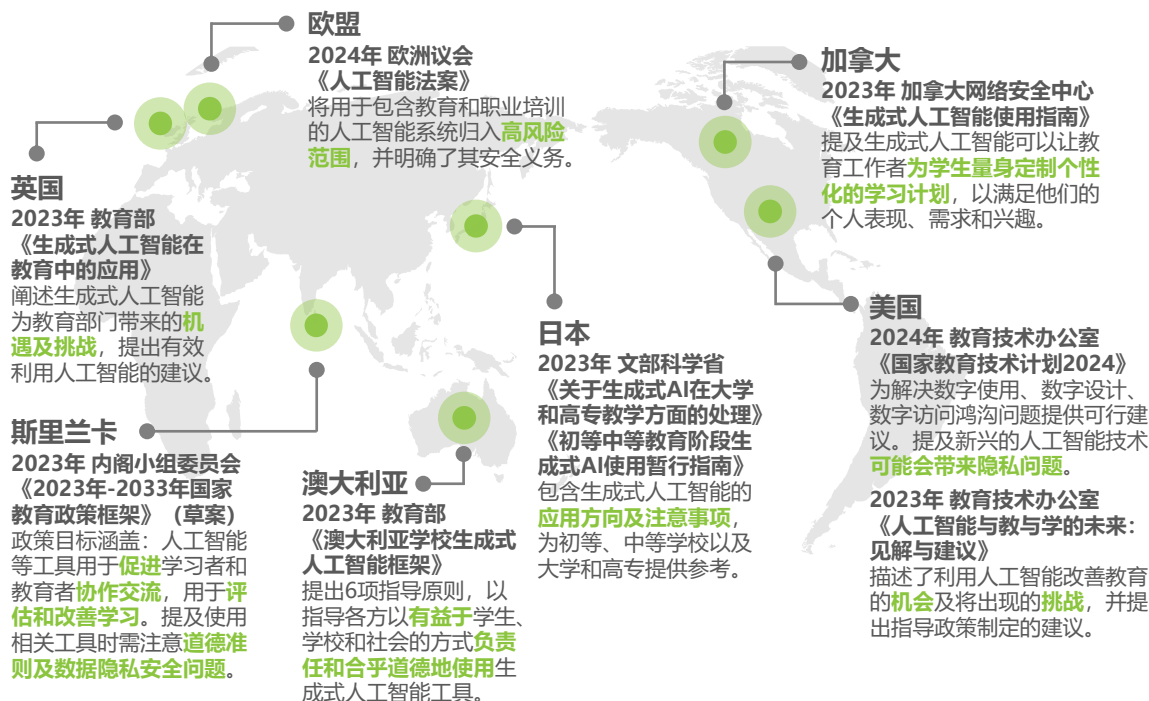 欧盟
2024年 欧洲议会
《人工智能法案》
将用于包含教育和职业培训
的人工智能系统归入高风险
范围，并明确了其安全义务。
加拿大
2023年 加拿大网络安全中心
《生成式人工智能使用指南》
提及生成式人工智能可以让教
育工作者为学生量身定制个性
化的学习计划，以满足他们的
个人表现、需求和兴趣。
英国
2023年 教育部
《生成式人工智能在
教育中的应用》
阐述生成式人工智能
为教育部门带来的机
遇及挑战，提出有效
利用人工智能的建议。
日本
2023年 文部科学省
《关于生成式AI在大学
和高专教学方面的处理》
《初等中等教育阶段生
成式AI使用暂行指南》
包含生成式人工智能的
应用方向及注意事项，
为初等、中等学校以及
大学和高专提供参考。
美国
2024年 教育技术办公室
《国家教育技术计划2024》
为解决数字使用、数字设计、
数字访问鸿沟问题提供可行建
议。提及新兴的人工智能技术
可能会带来隐私问题。
2023年 教育技术办公室
《人工智能与教与学的未来：
见解与建议》
描述了利用人工智能改善教育
的机会及将出现的挑战，并提
出指导政策制定的建议。
斯里兰卡
2023年 内阁小组委员会
《2023年-2033年国家
教育政策框架》（草案）
政策目标涵盖：人工智能
等工具用于促进学习者和
教育者协作交流，用于评
估和改善学习。提及使用
相关工具时需注意道德准
则及数据隐私安全问题。
澳大利亚
2023年 教育部
《澳大利亚学校生成式
人工智能框架》
提出6项指导原则，以
指导各方以有益于学生、
学校和社会的方式负责
任和合乎道德地使用生
成式人工智能工具。